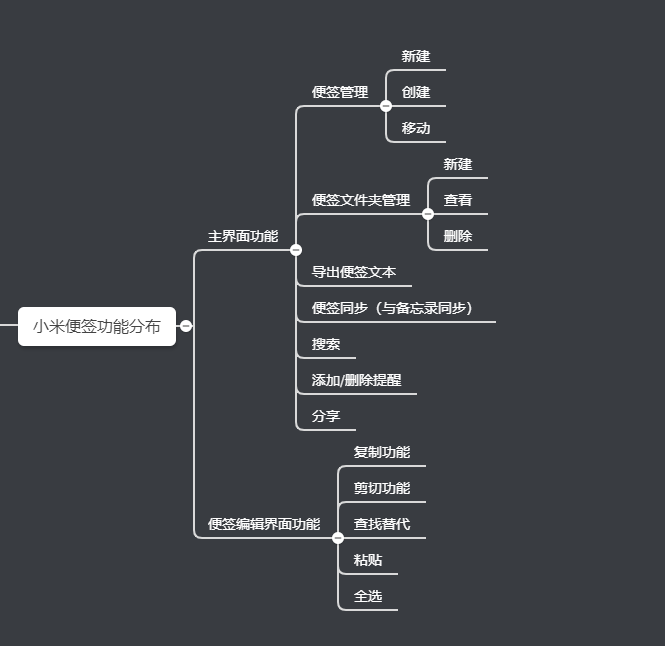 小米便签功能分布
主界面功能
便签管理
新建
创建
移动
便签文件夹管理
新建
查看
删除
导出便签文本
便签同步（与备忘录同步）
搜索
添加/删除提醒
分享
便签编辑界面功能
复制功能
剪切功能
查找替代
粘贴
全选